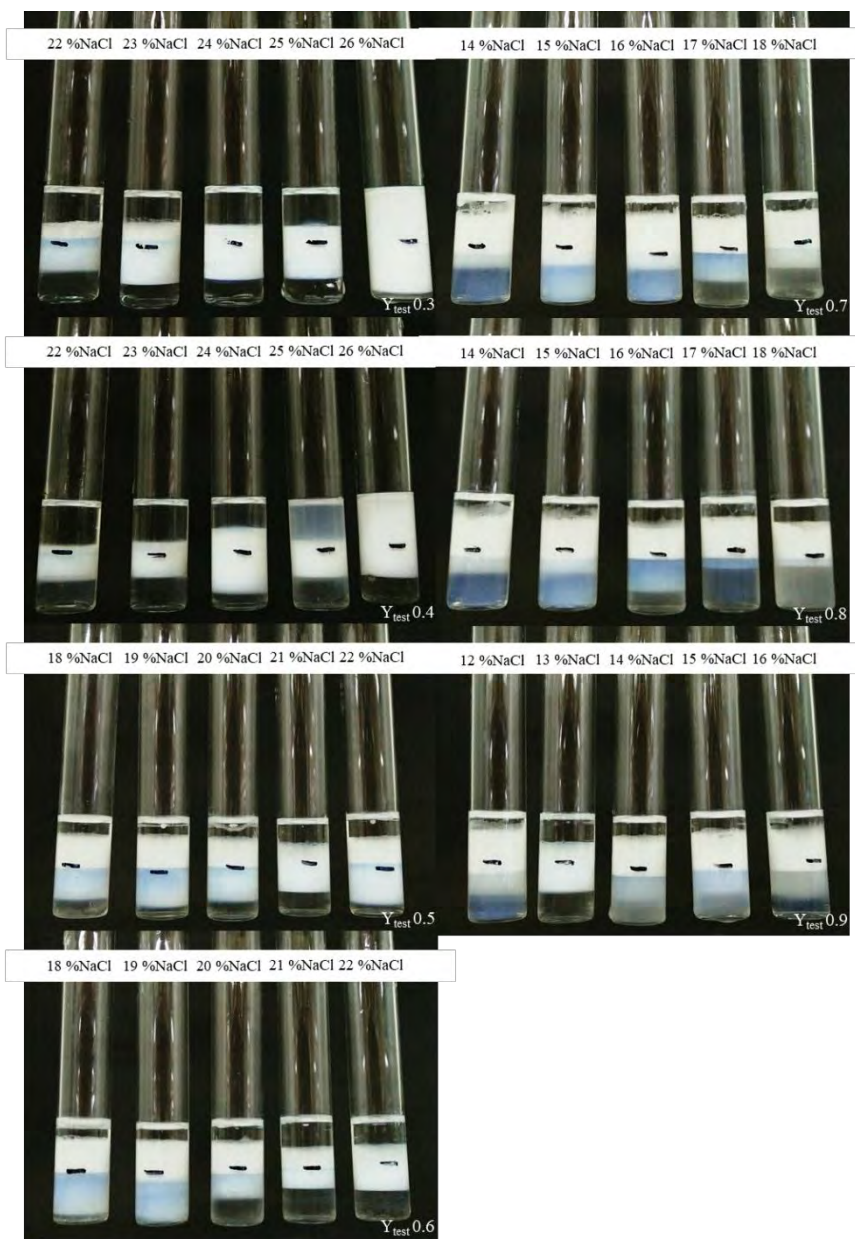 22 %NaCl 23 %NaCl 24 %NaCl 25 %NaCl 26 %NaCl
Ytest 0.3
22 %NaCl 23 %NaCl 24 %NaCl 25 %NaCl 26 %NaCl
Ytest 0.4
18 %NaCl 19 %NaCl 20 %NaCl 21 %NaCl 22 %NaCl
Ytest 0.5
18 %NaCl 19 %NaCl 20 %NaCl 21 %NaCl 22 %NaCl
Ytest 0.6
14 %NaCl 15 %NaCl 16 %NaCl 17 %NaCl 18 %NaCl
Ytest 0.7
14 %NaCl 15 %NaCl 16 %NaCl 17 %NaCl 18 %NaCl
Ytest 0.8
12 %NaCl 13 %NaCl 14 %NaCl 15 %NaCl 16 %NaCl
Ytest 0.9